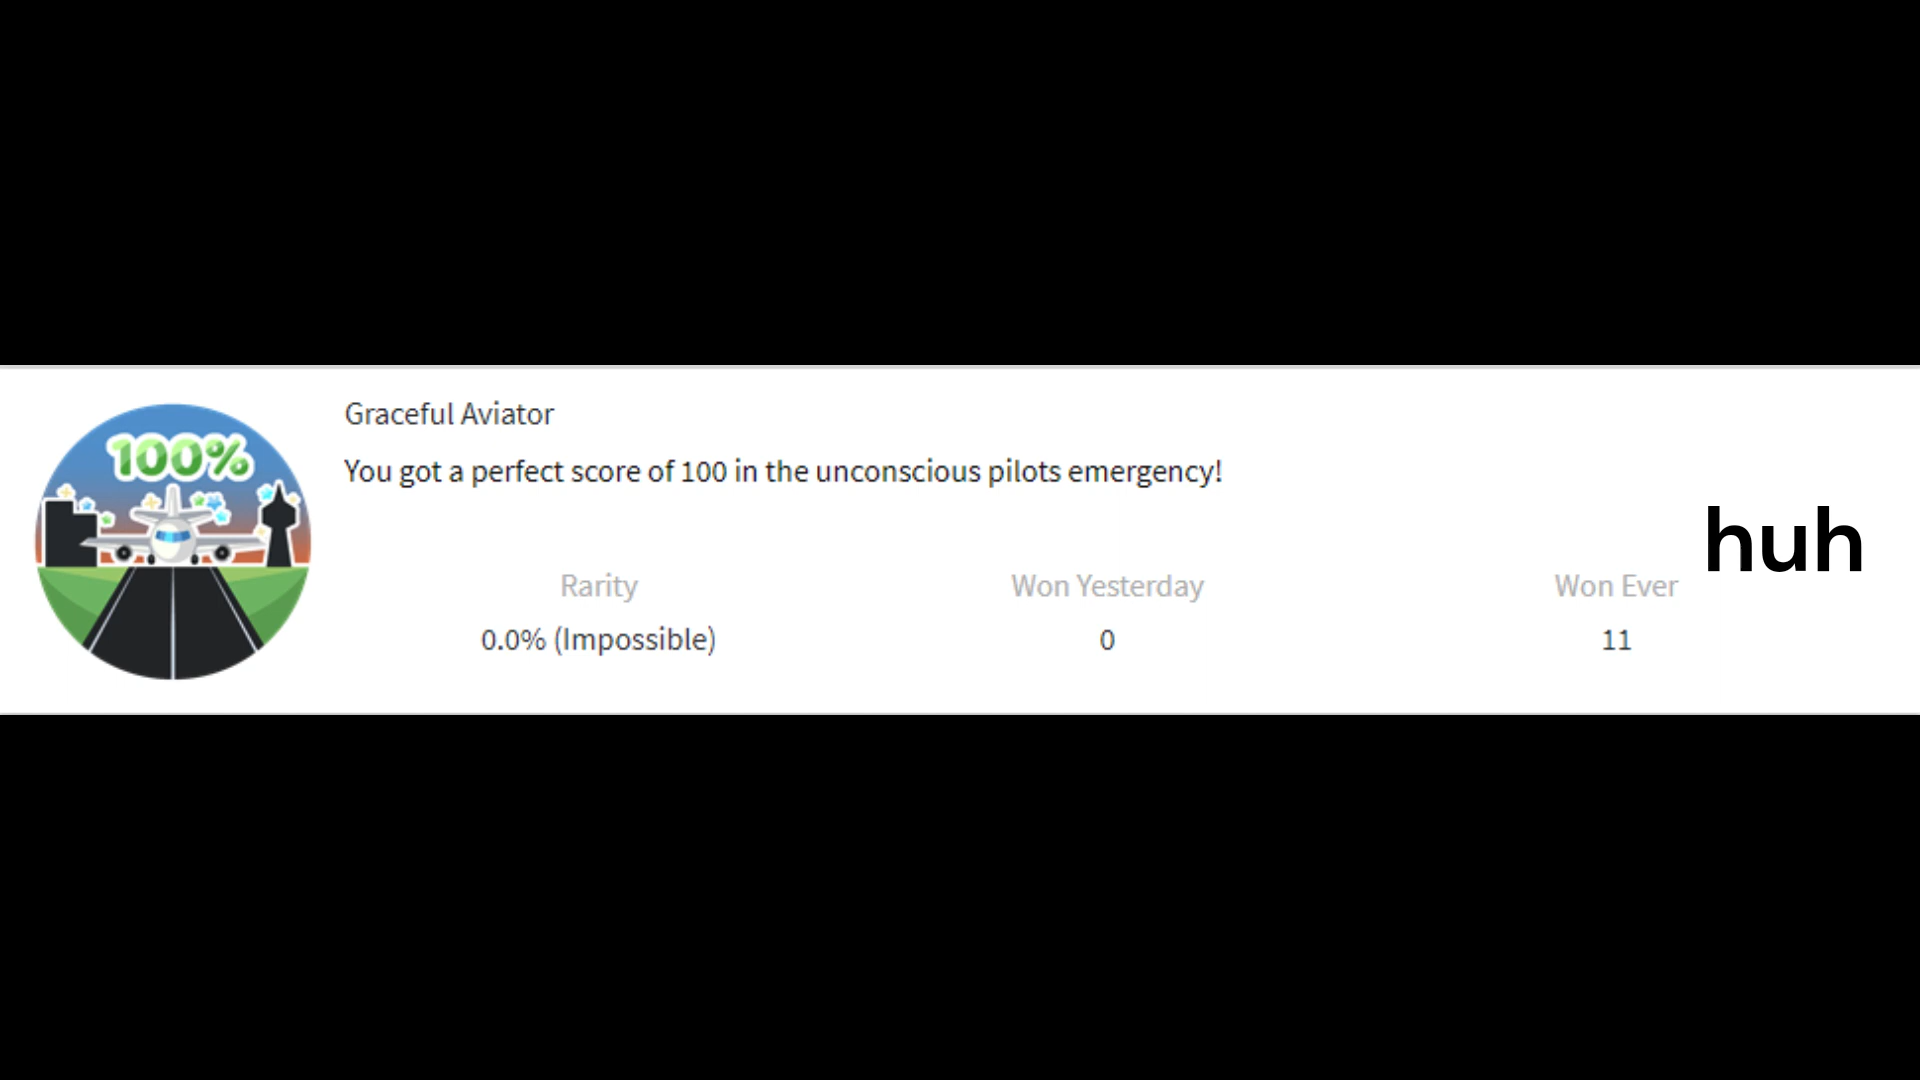 100%
Graceful Aviator
You got a perfect score of 100 in the unconscious pilots emergency!
huh
Rarity Won Yesterday Won Ever
0.0% (Impossible) 0 11